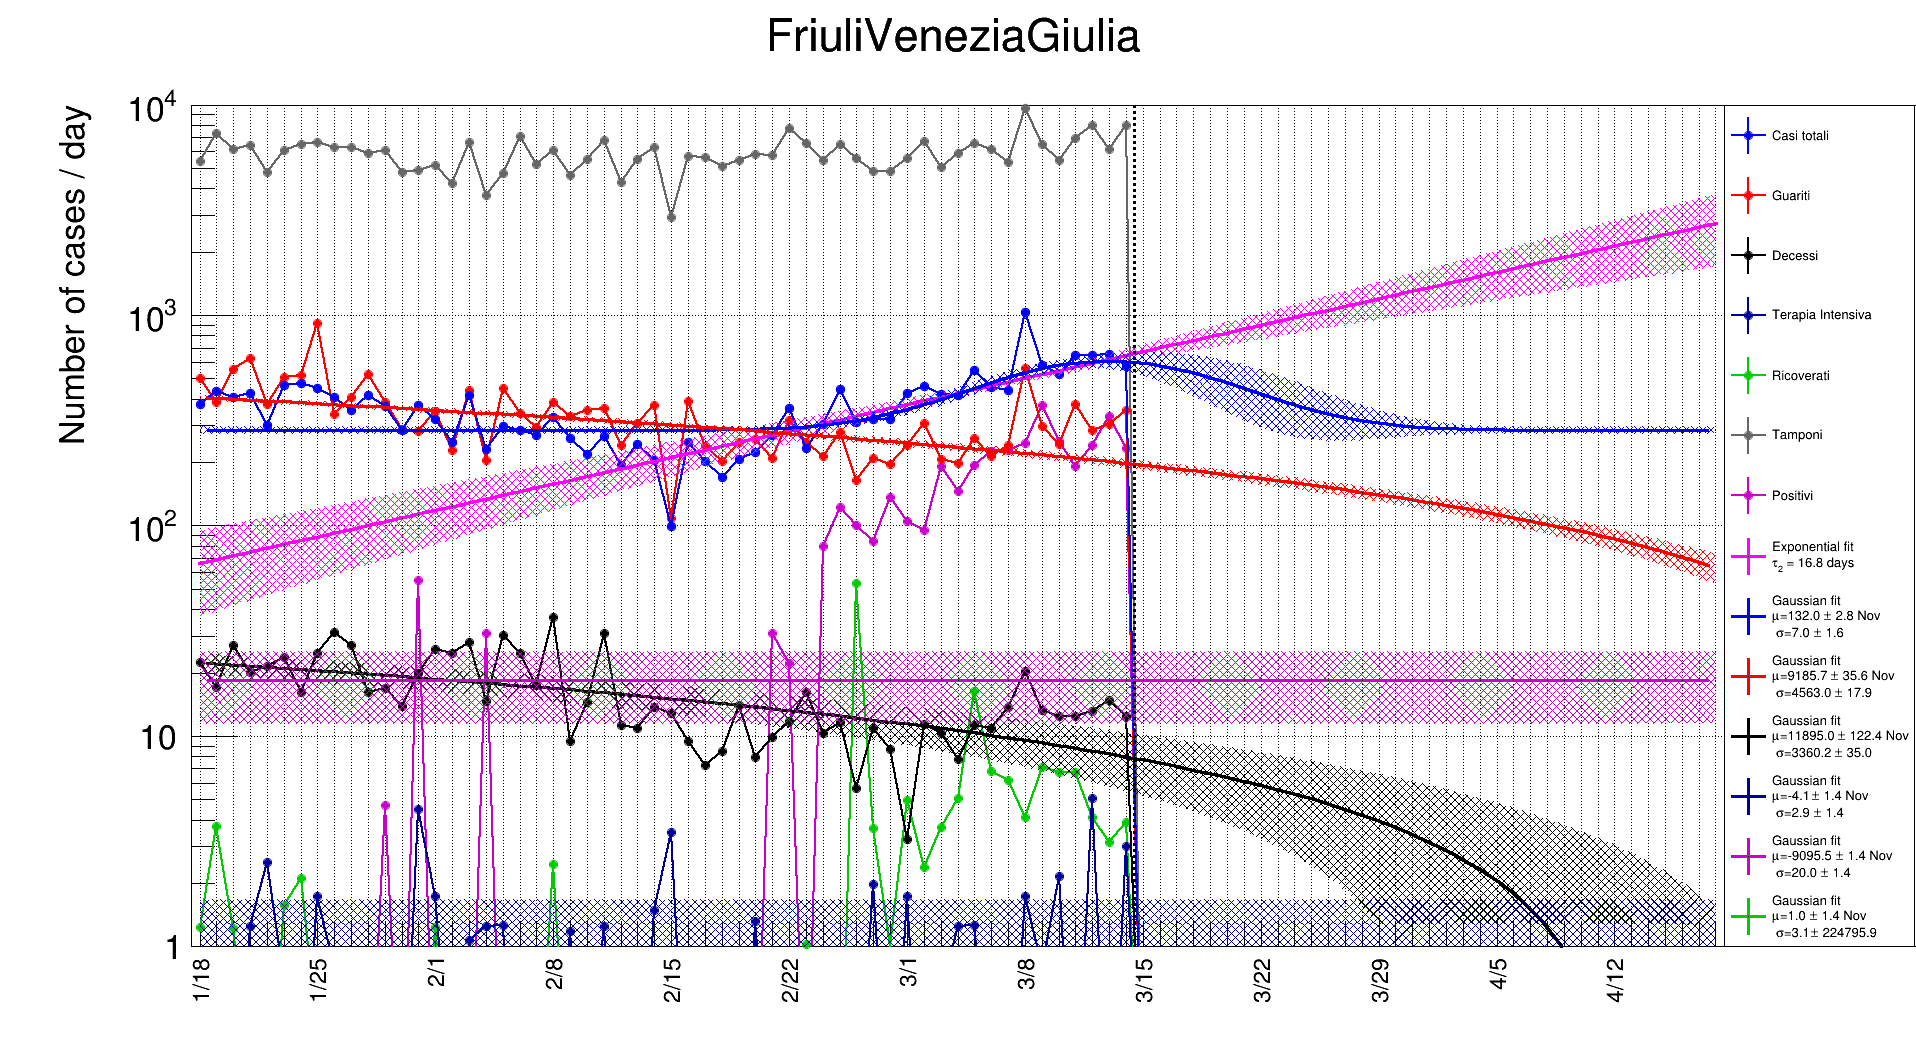 FriuliVeneziaGiulia
Number of cases / day
10^4
10^3
10^2
10
1
1/18
1/25
2/1
2/8
2/15
2/22
3/1
3/8
3/15
3/22
3/29
4/5
4/12
Casi totali
Guariti
Decessi
Terapia Intensiva
Ricoverati
Tamponi
Positivi
Exponential fit
τ_2 = 16.8 days
Gaussian fit
μ=132.0 ± 2.8 Nov
σ=7.0 ± 1.6
Gaussian fit
μ=9185.7 ± 35.6 Nov
σ=4563.0 ± 17.9
Gaussian fit
μ=11895.0 ± 122.4 Nov
σ=3360.2 ± 35.0
Gaussian fit
μ=-4.1 ± 1.4 Nov
σ=2.9 ± 1.4
Gaussian fit
μ=-9095.5 ± 1.4 Nov
σ=20.0 ± 1.4
Gaussian fit
μ=1.0 ± 1.4 Nov
σ=3.1 ± 224795.9